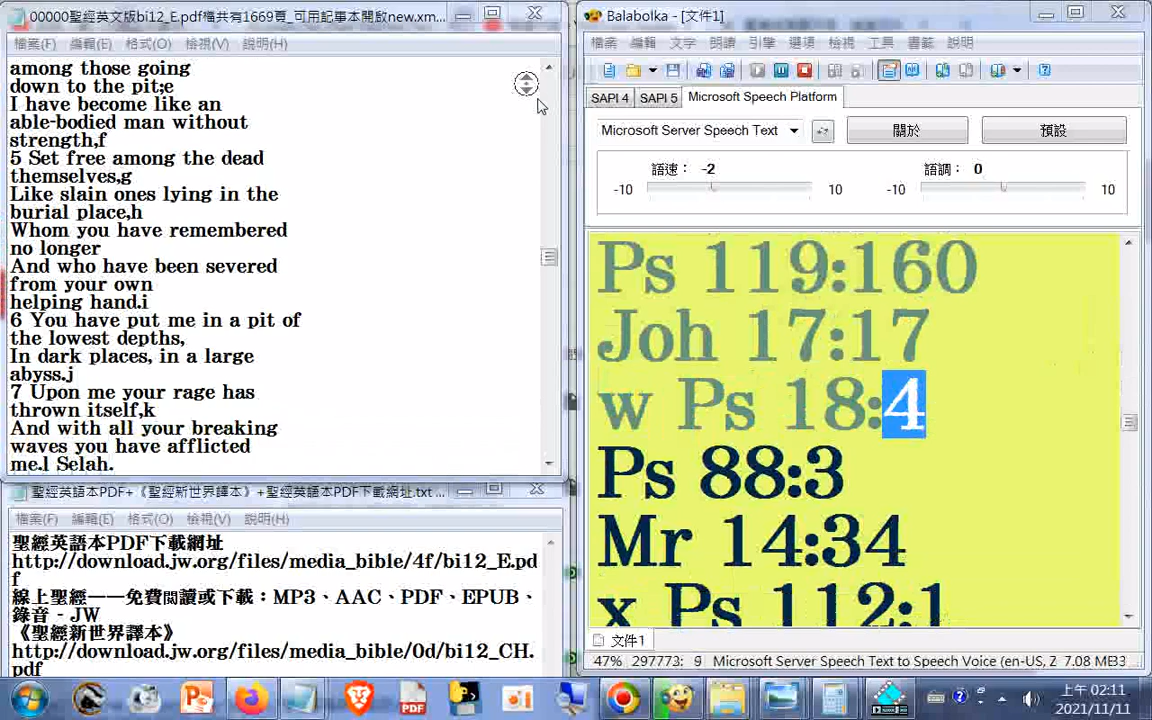 00000聖經英文版bi12_E.pdf檔共有1669頁_可用記事本開啟new.xm...
檔案(F) 編輯(E) 格式(O) 檢視(V) 說明(H)
among those going
down to the pit;e
I have become like an
able-bodied man without
strength,f
5 Set free among the dead
themselves,g
Like slain ones lying in the
burial place,h
Whom you have remembered
no longer
And who have been severed
from your own
helping hand.i
6 You have put me in a pit of
the lowest depths,
In dark places, in a large
abyss.j
7 Upon me your rage has
thrown itself,k
And with all your breaking
waves you have afflicted
me.l Selah.
聖經英語本PDF+《聖經新世界譯本》+聖經英語本PDF下載網址.txt ...
檔案(F) 編輯(E) 格式(O) 檢視(V) 說明(H)
聖經英語本PDF下載網址
http://download.jw.org/files/media_bible/4f/bi12_E.pd
f
線上聖經——免費閱讀或下載：MP3、AAC、PDF、EPUB、
錄音 - JW
《聖經新世界譯本》
http://download.jw.org/files/media_bible/0d/bi12_CH.
pdf
Balabolka - [文件1]
檔案 編輯 文字 朗讀 引擎 選項 檢視 工具 書籤 說明
SAPI 4 SAPI 5 Microsoft Speech Platform
Microsoft Server Speech Text 關於 預設
語速： -2 語調： 0
-10 10 -10 10
Ps 119:160
Joh 17:17
w Ps 18:4
Ps 88:3
Mr 14:34
x Ps 112:1
文件1
47% 297773: 9 Microsoft Server Speech Text to Speech Voice (en-US, Z 7.08 MB
PDF
上午 02:11
2021/11/11